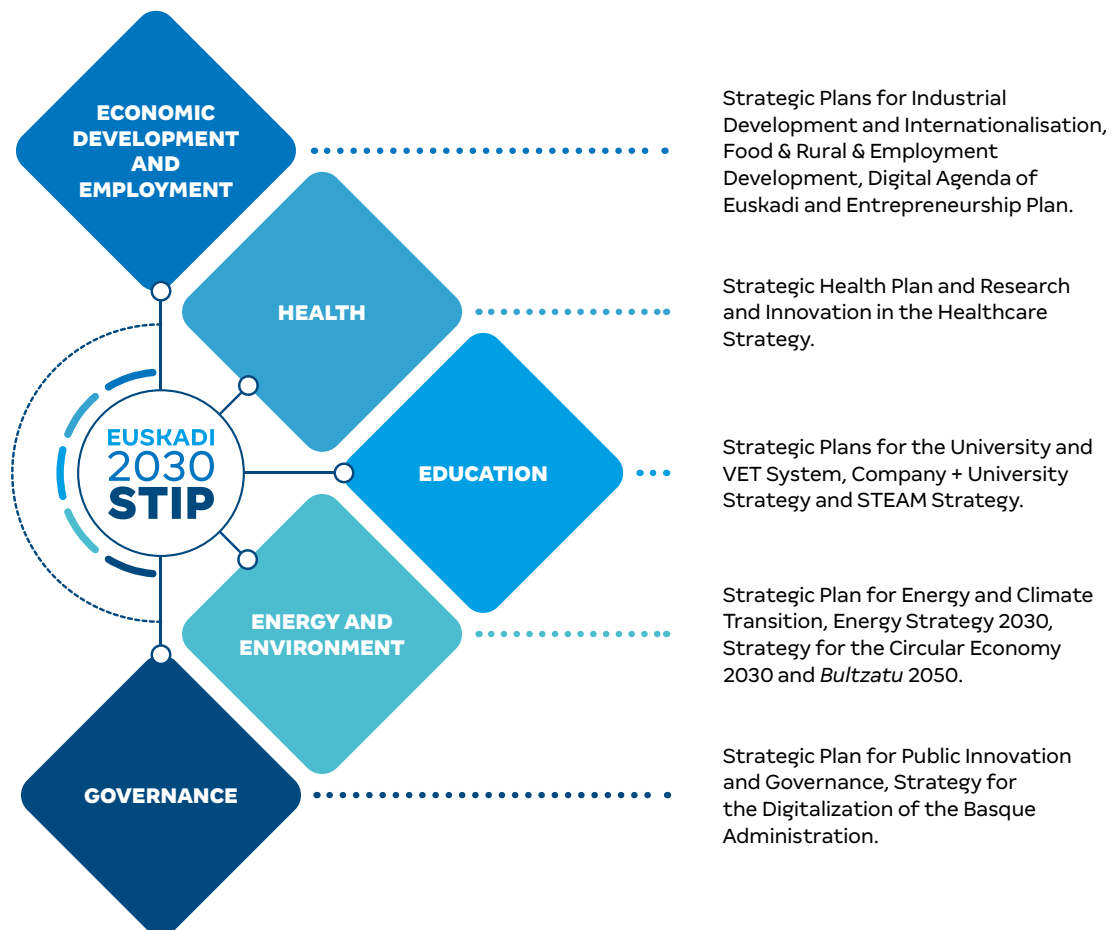 ECONOMIC
DEVELOPMENT
AND
EMPLOYMENT
Strategic Plans for Industrial
Development and Internationalisation,
Food & Rural & Employment
Development, Digital Agenda of
Euskadi and Entrepreneurship Plan.
HEALTH
Strategic Health Plan and Research
and Innovation in the Healthcare
Strategy.
EUSKADI
2030
STIP
EDUCATION
Strategic Plans for the University and
VET System, Company + University
Strategy and STEAM Strategy.
ENERGY AND
ENVIRONMENT
Strategic Plan for Energy and Climate
Transition, Energy Strategy 2030,
Strategy for the Circular Economy
2030 and Bultzatu 2050.
GOVERNANCE
Strategic Plan for Public Innovation
and Governance, Strategy for
the Digitalization of the Basque
Administration.